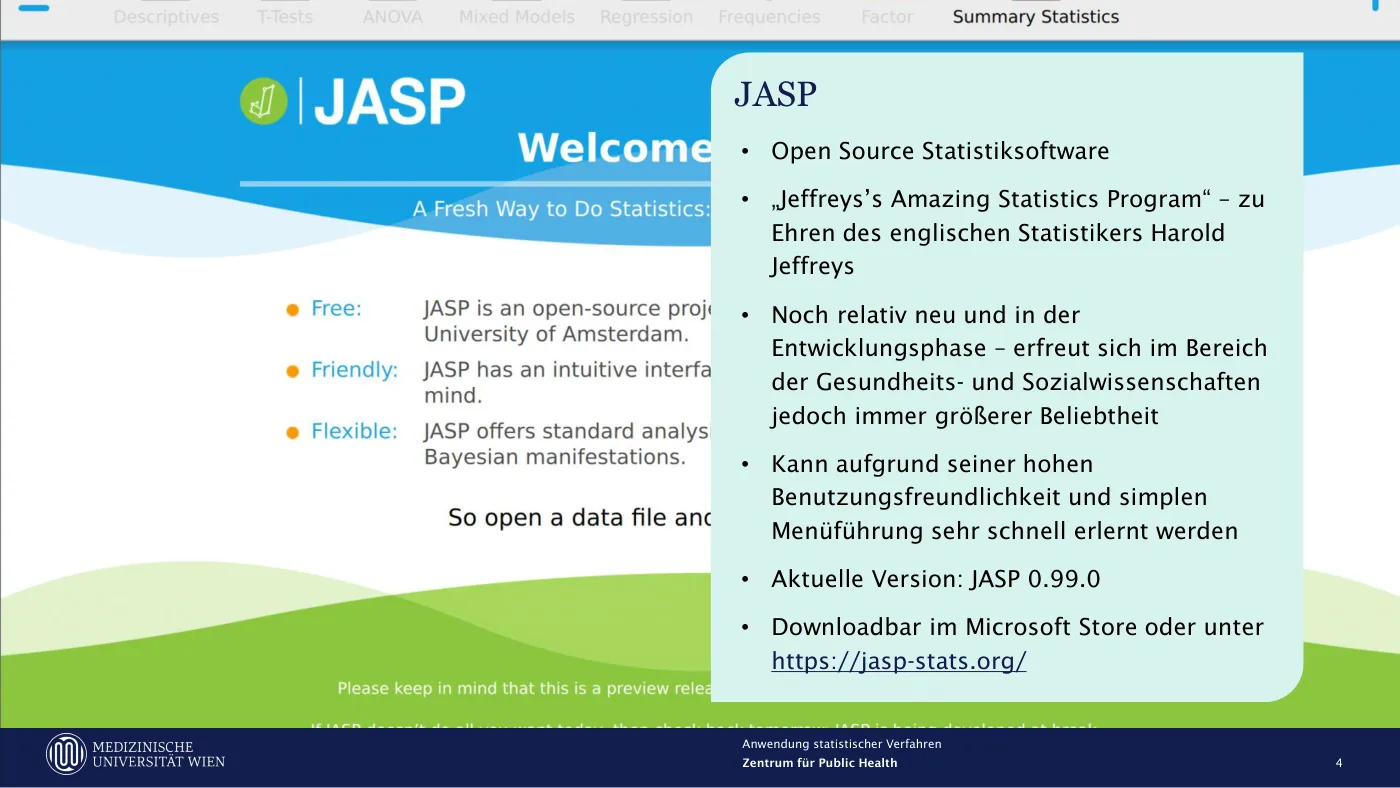 Descriptives T-Tests ANOVA Mixed Models Regression Frequencies Factor Summary Statistics
JASP
Welcome
A Fresh Way to Do Statistics:
Free: JASP is an open-source
University of Amsterdam.
Friendly: JASP has an intuitive
mind.
Flexible: JASP offers standard
Bayesian manifestations.
So open a data file
Please keep in mind that this is a preview
JASP
• Open Source Statistiksoftware
• „Jeffreys’s Amazing Statistics Program“ – zu
Ehren des englischen Statistikers Harold
Jeffreys
• Noch relativ neu und in der
Entwicklungsphase – erfreut sich im Bereich
der Gesundheits- und Sozialwissenschaften
jedoch immer größerer Beliebtheit
• Kann aufgrund seiner hohen
Benutzungsfreundlichkeit und simplen
Menüführung sehr schnell erlernt werden
• Aktuelle Version: JASP 0.99.0
• Downloadbar im Microsoft Store oder unter
https://jasp-stats.org/
MEDIZINISCHE
UNIVERSITÄT WIEN
Anwendung statistischer Verfahren
Zentrum für Public Health
4